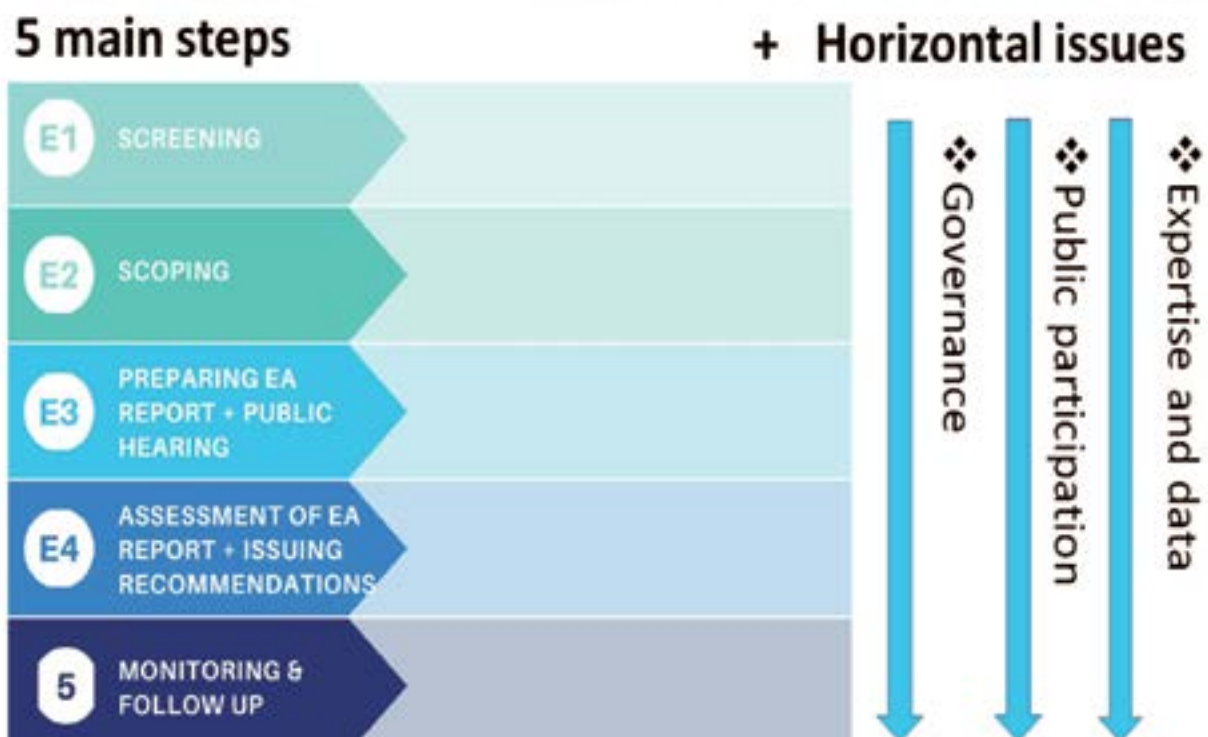 5 main steps
+ Horizontal issues
E1
SCREENING
E2
SCOPING
E3
PREPARING EA
REPORT + PUBLIC
HEARING
E4
ASSESSMENT OF EA
REPORT + ISSUING
RECOMMENDATIONS
5
MONITORING &
FOLLOW UP
❖ Governance
❖ Public participation
❖ Expertise and data